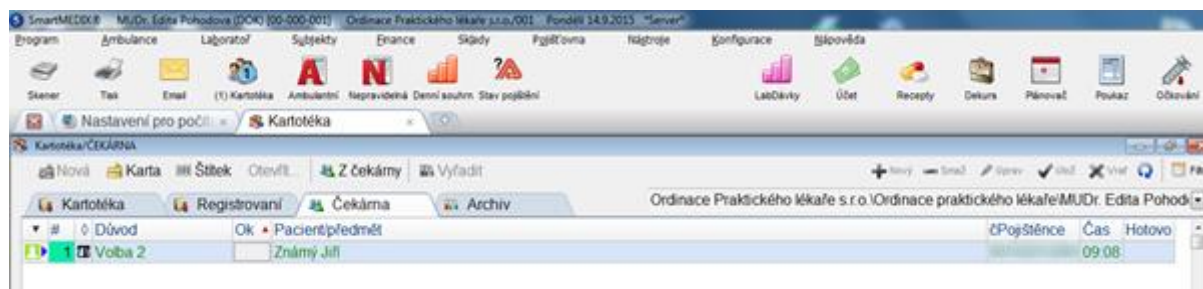 SmartMEDIX® MUDr. Edita Pohodova (DOK) [00-000-001] Ordinace Praktického lékaře s.r.o./001 Pondělí 14.9.2015 *Server*
Program Ambulance Laboratoř Subjekty Finance Sklady Pojišťovna Nástroje Konfigurace Nápověda
Skener Tisk Email (1) Kartotéka Ambulantní Nepravidelná Denní souhrn Stav pojištění LabDávky Účet Recepty Dekurs Plánovač Poukaz Očkování
Nastavení pro počít Kartotéka
Kartotéka/ČEKÁRNA
Nová Karta Štítek Otevřít... Z čekárny Vyřadit Nový Smaž Oprav Ulož Vrať
Kartotéka Registrovaní Čekárna Archiv Ordinace Praktického lékaře s.r.o.\Ordinace praktického lékaře\MUDr. Edita Pohodo
# Důvod Ok Pacient/předmět čPojištěnce Čas Hotovo
1 Volba 2 Známý Jiří 09:08